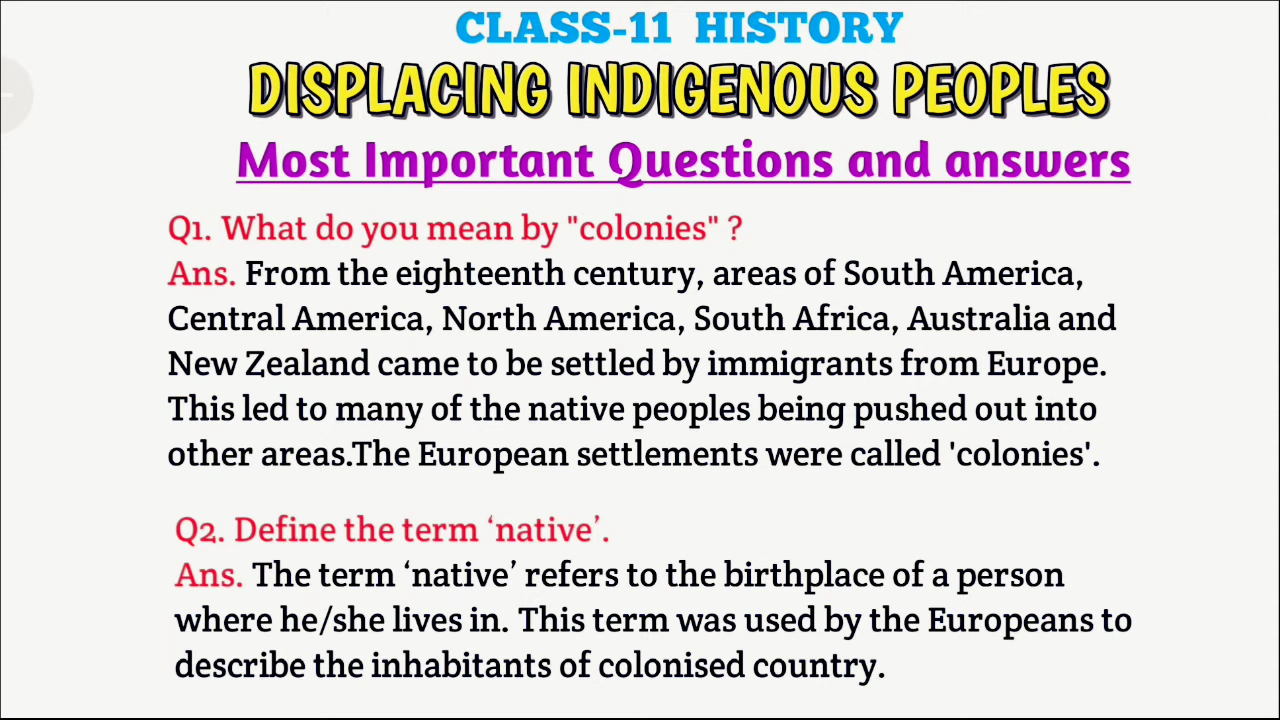 CLASS-11 HISTORY
DISPLACING INDIGENOUS PEOPLES
Most Important Questions and answers
Q1. What do you mean by "colonies" ?
Ans. From the eighteenth century, areas of South America,
Central America, North America, South Africa, Australia and
New Zealand came to be settled by immigrants from Europe.
This led to many of the native peoples being pushed out into
other areas.The European settlements were called 'colonies'.
Q2. Define the term ‘native’.
Ans. The term ‘native’ refers to the birthplace of a person
where he/she lives in. This term was used by the Europeans to
describe the inhabitants of colonised country.